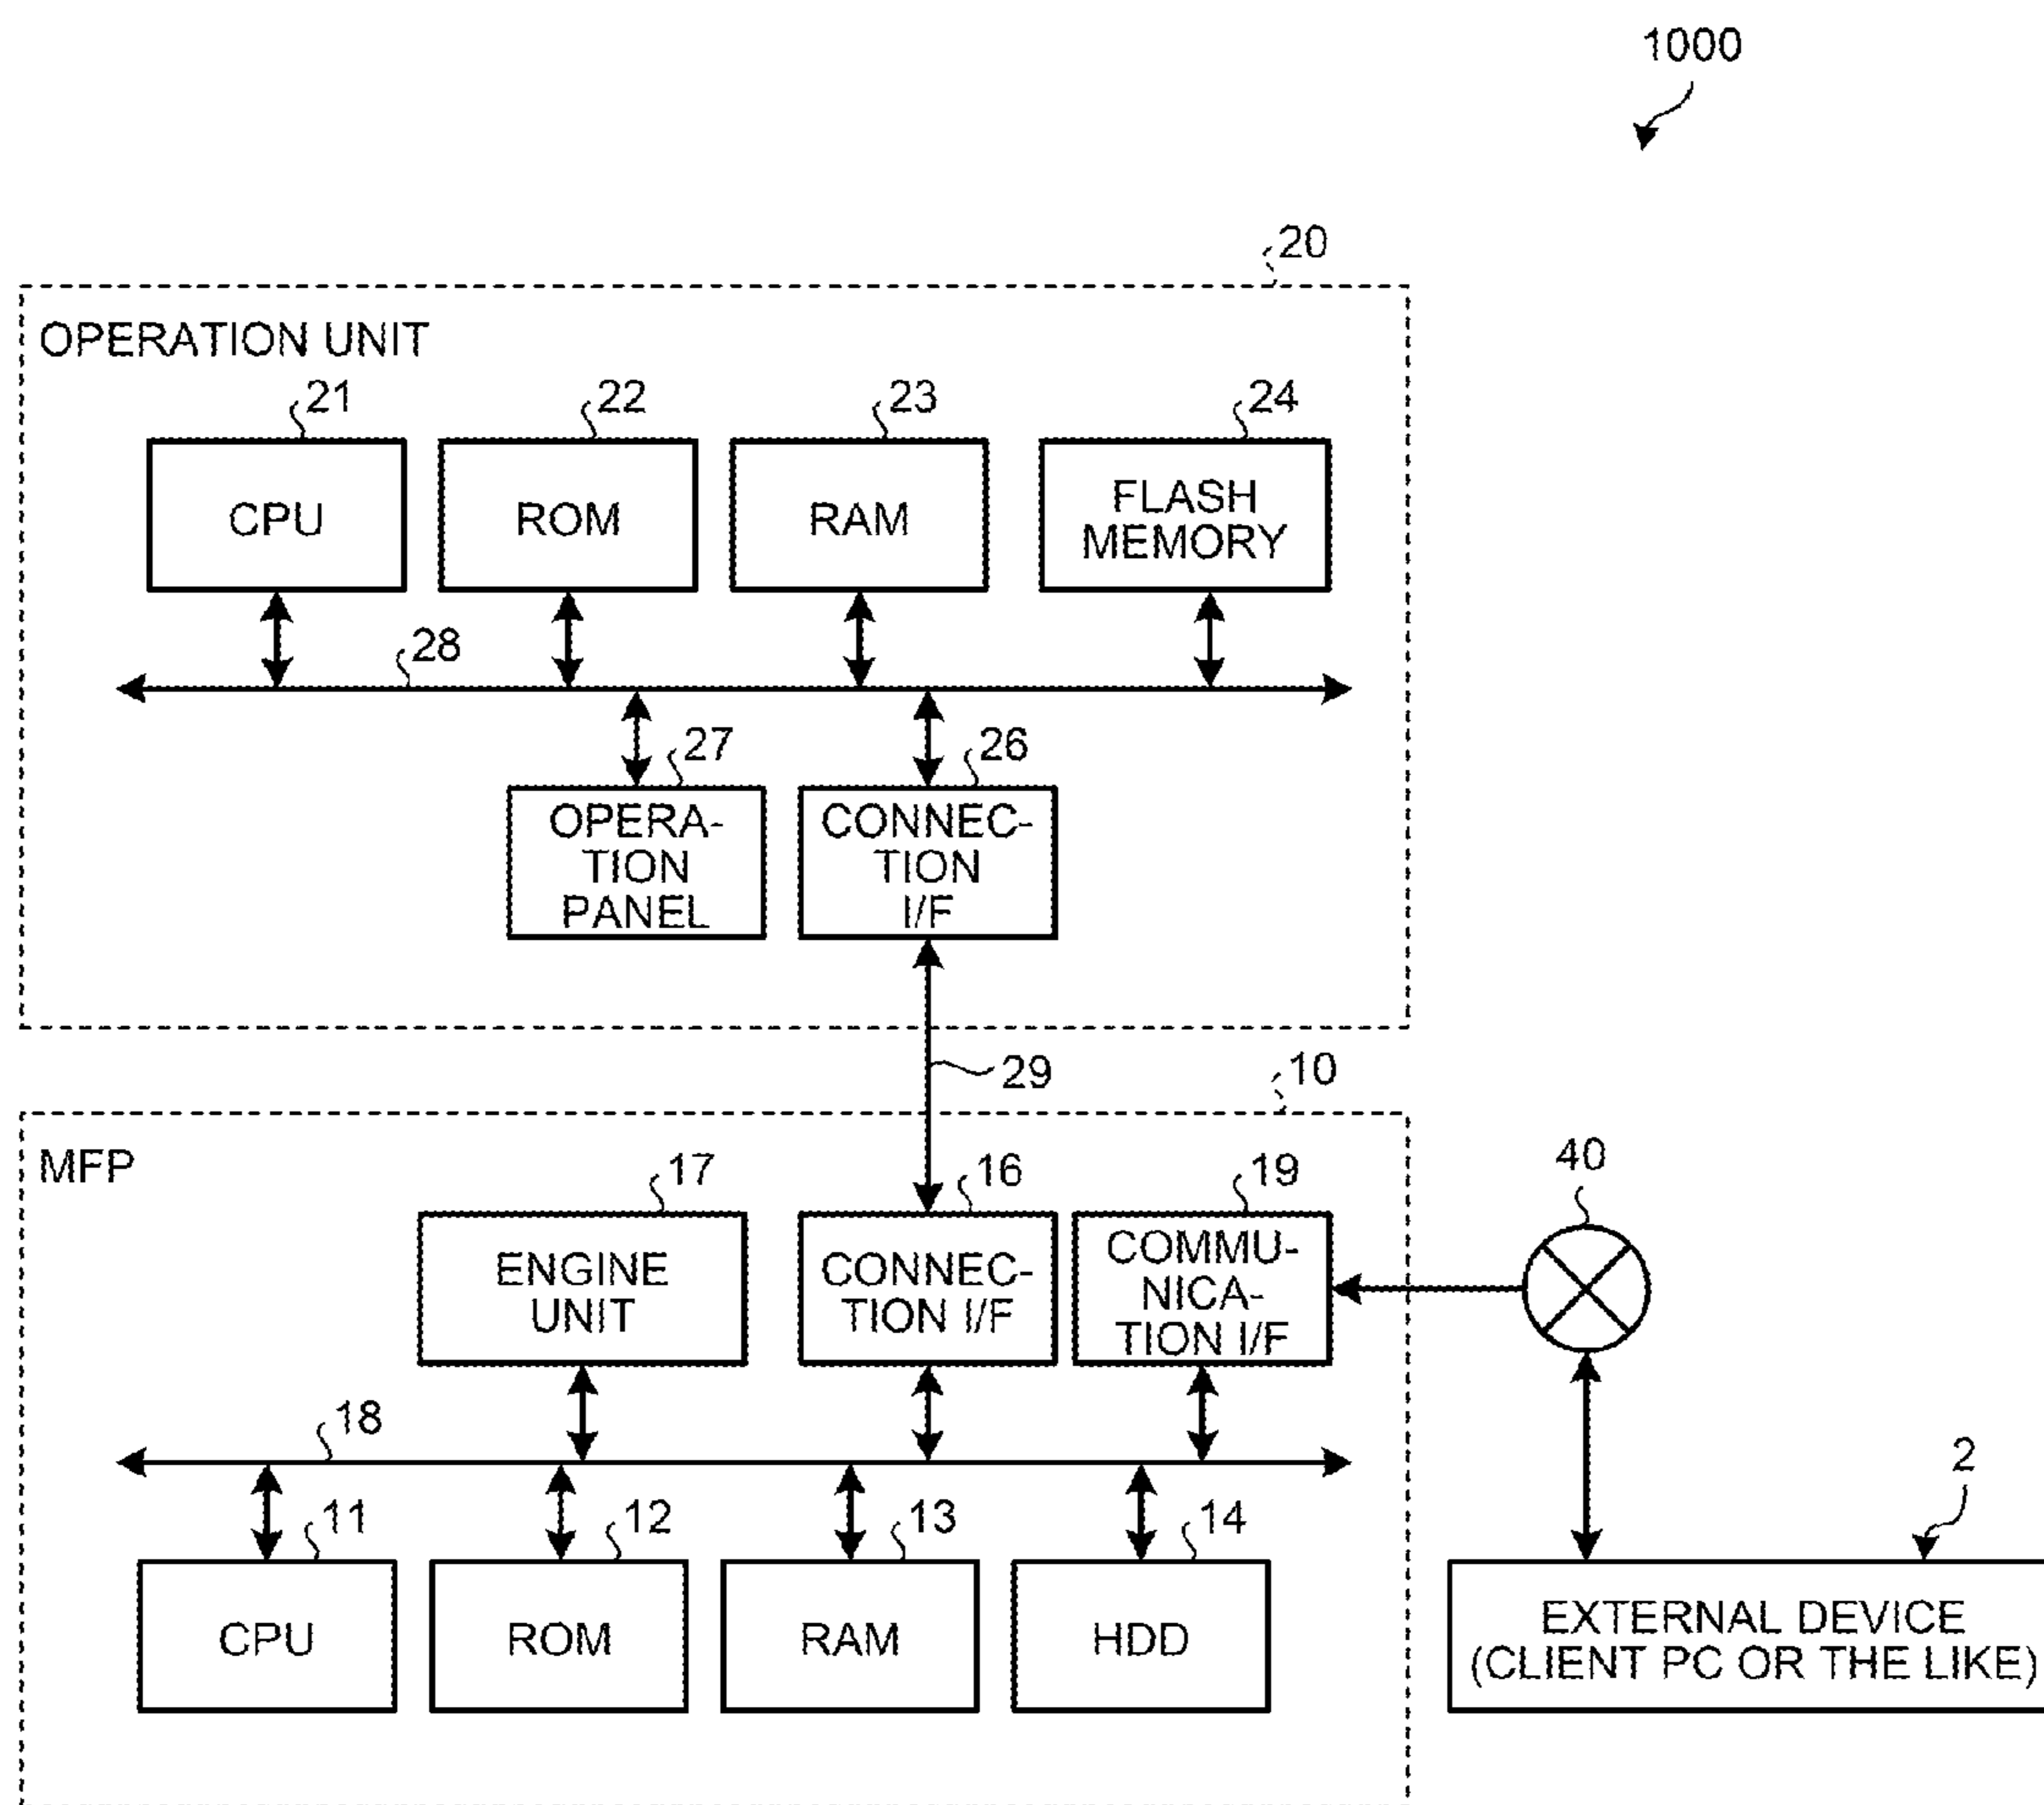 1000
20
OPERATION UNIT
21
22
23
24
CPU
ROM
RAM
FLASH
MEMORY
28
27
26
OPERA-
TION
PANEL
CONNEC-
TION
I/F
29
10
MFP
17
16
19
40
ENGINE
UNIT
CONNEC-
TION I/F
COMMU-
NICA-
TION I/F
18
2
11
12
13
14
CPU
ROM
RAM
HDD
EXTERNAL DEVICE
(CLIENT PC OR THE LIKE)